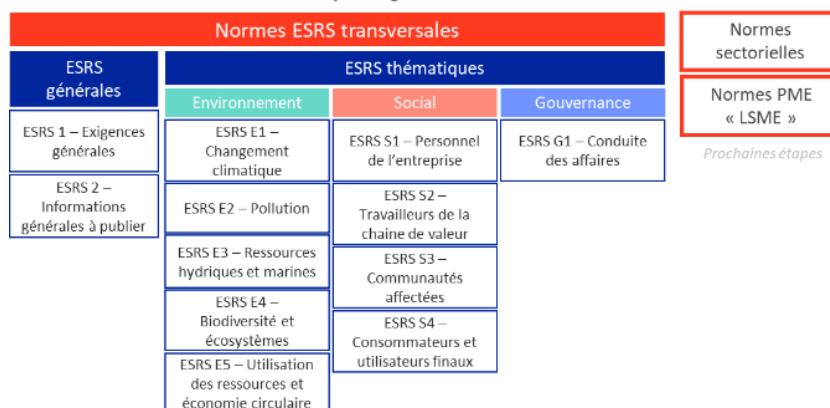 Normes ESRS transversales
ESRS
générales
ESRS thématiques
Environnement
Social
Gouvernance
ESRS 1 – Exigences
générales
ESRS 2 –
Informations
générales à publier
ESRS E1 –
Changement
climatique
ESRS E2 – Pollution
ESRS E3 – Ressources
hydriques et marines
ESRS E4 –
Biodiversité et
écosystèmes
ESRS E5 – Utilisation
des ressources et
économie circulaire
ESRS S1 – Personnel
de l'entreprise
ESRS S2 –
Travailleurs de la
chaine de valeur
ESRS S3 –
Communautés
affectées
ESRS S4 –
Consommateurs et
utilisateurs finaux
ESRS G1 – Conduite
des affaires
Normes
sectorielles
Normes PME
« LSME »
Prochaines étapes